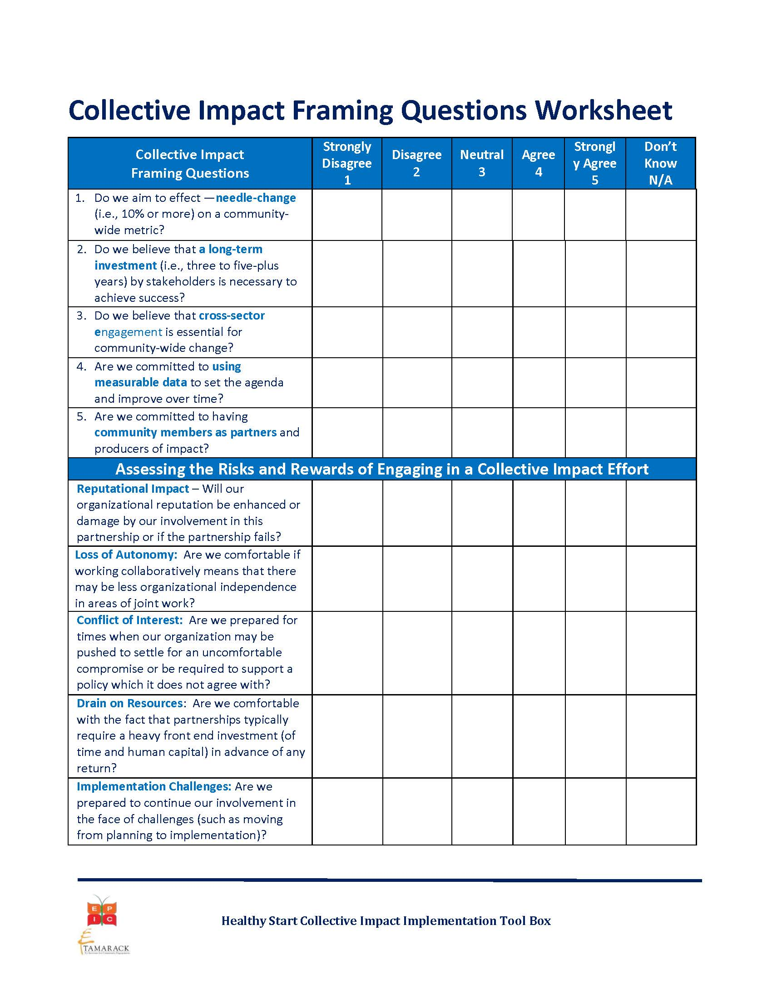 Collective Impact Framing Questions Worksheet
Collective Impact
Framing Questions
Strongly
Disagree
1
Disagree
2
Neutral
3
Agree
4
Strongl
y Agree
5
Don’t
Know
N/A
1. Do we aim to effect —needle-change
(i.e., 10% or more) on a community-
wide metric?
2. Do we believe that a long-term
investment (i.e., three to five-plus
years) by stakeholders is necessary to
achieve success?
3. Do we believe that cross-sector
engagement is essential for
community-wide change?
4. Are we committed to using
measurable data to set the agenda
and improve over time?
5. Are we committed to having
community members as partners and
producers of impact?
Assessing the Risks and Rewards of Engaging in a Collective Impact Effort
Reputational Impact – Will our
organizational reputation be enhanced or
damage by our involvement in this
partnership or if the partnership fails?
Loss of Autonomy: Are we comfortable if
working collaboratively means that there
may be less organizational independence
in areas of joint work?
Conflict of Interest: Are we prepared for
times when our organization may be
pushed to settle for an uncomfortable
compromise or be required to support a
policy which it does not agree with?
Drain on Resources: Are we comfortable
with the fact that partnerships typically
require a heavy front end investment (of
time and human capital) in advance of any
return?
Implementation Challenges: Are we
prepared to continue our involvement in
the face of challenges (such as moving
from planning to implementation)?
E P
I C
Healthy Start Collective Impact Implementation Tool Box
TAMARACK